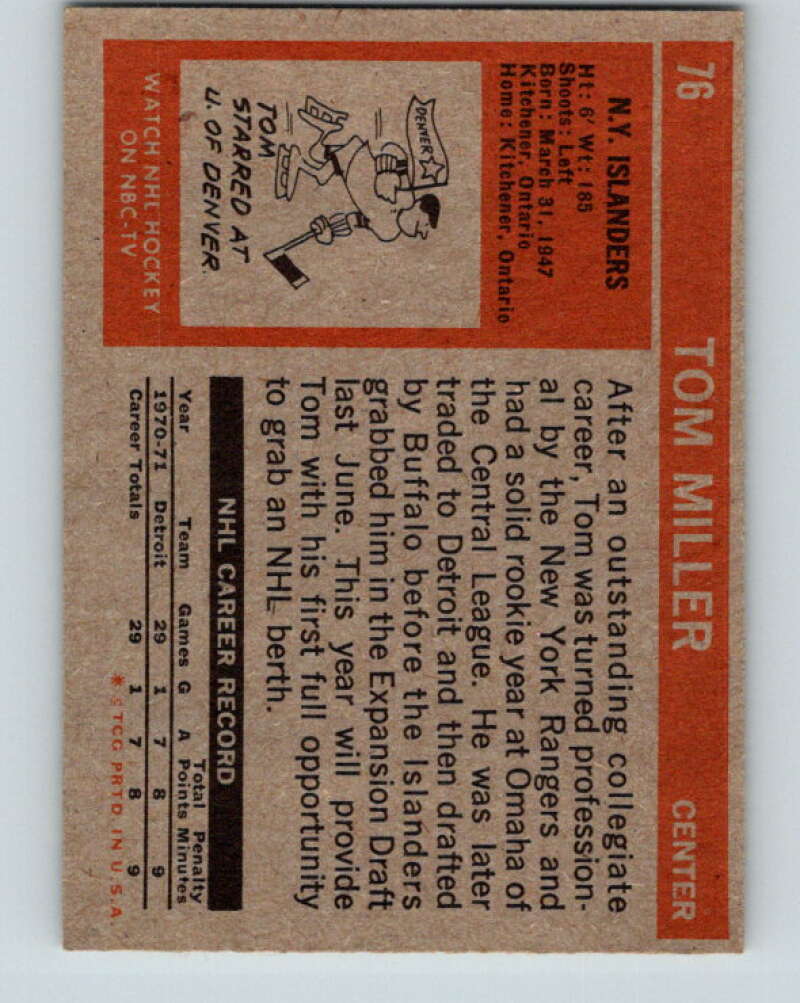 76 TOM MILLER CENTER
N.Y. ISLANDERS
Ht: 6' Wt: 185
Shoots: Left
Born: March 31, 1947
Kitchener, Ontario
Home: Kitchener, Ontario
DENVER
TOM
STARRED AT
U. OF DENVER.
WATCH NHL HOCKEY
ON NBC-TV
After an outstanding collegiate
career, Tom was turned profession-
al by the New York Rangers and
had a solid rookie year at Omaha of
the Central League. He was later
traded to Detroit and then drafted
by Buffalo before the Islanders
grabbed him in the Expansion Draft
last June. This year will provide
Tom with his first full opportunity
to grab an NHL berth.
NHL CAREER RECORD
Total Penalty
Year Team Games G A Points Minutes
1970-71 Detroit 29 1 7 8 9
Career Totals 29 1 7 8 9
* © TCG PRTD. IN U.S.A.